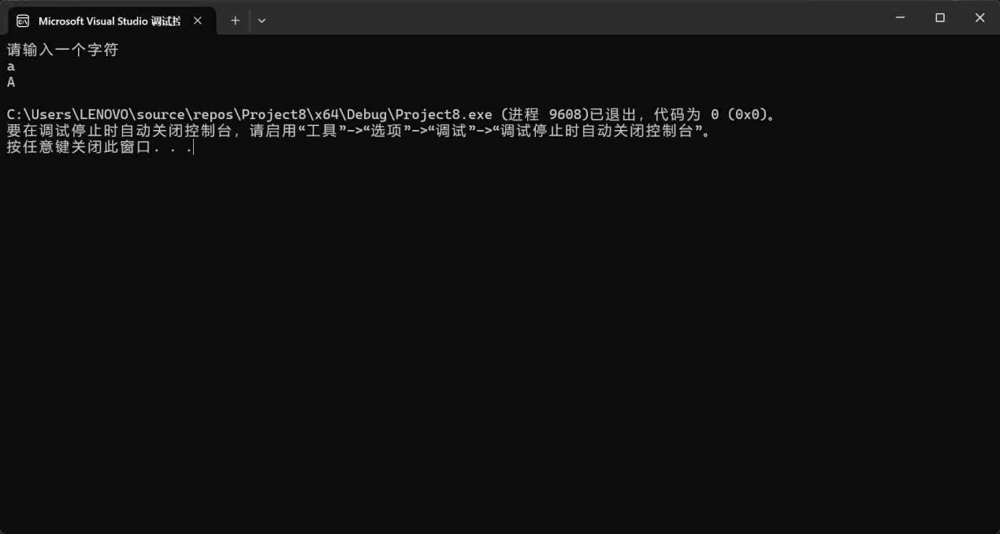 Microsoft Visual Studio 调试控
请输入一个字符
a
A
C:\Users\LENOVO\source\repos\Project8\x64\Debug\Project8.exe (进程 9608)已退出，代码为 0 (0x0)。
要在调试停止时自动关闭控制台，请启用“工具”->“选项”->“调试”->“调试停止时自动关闭控制台”。
按任意键关闭此窗口. . .